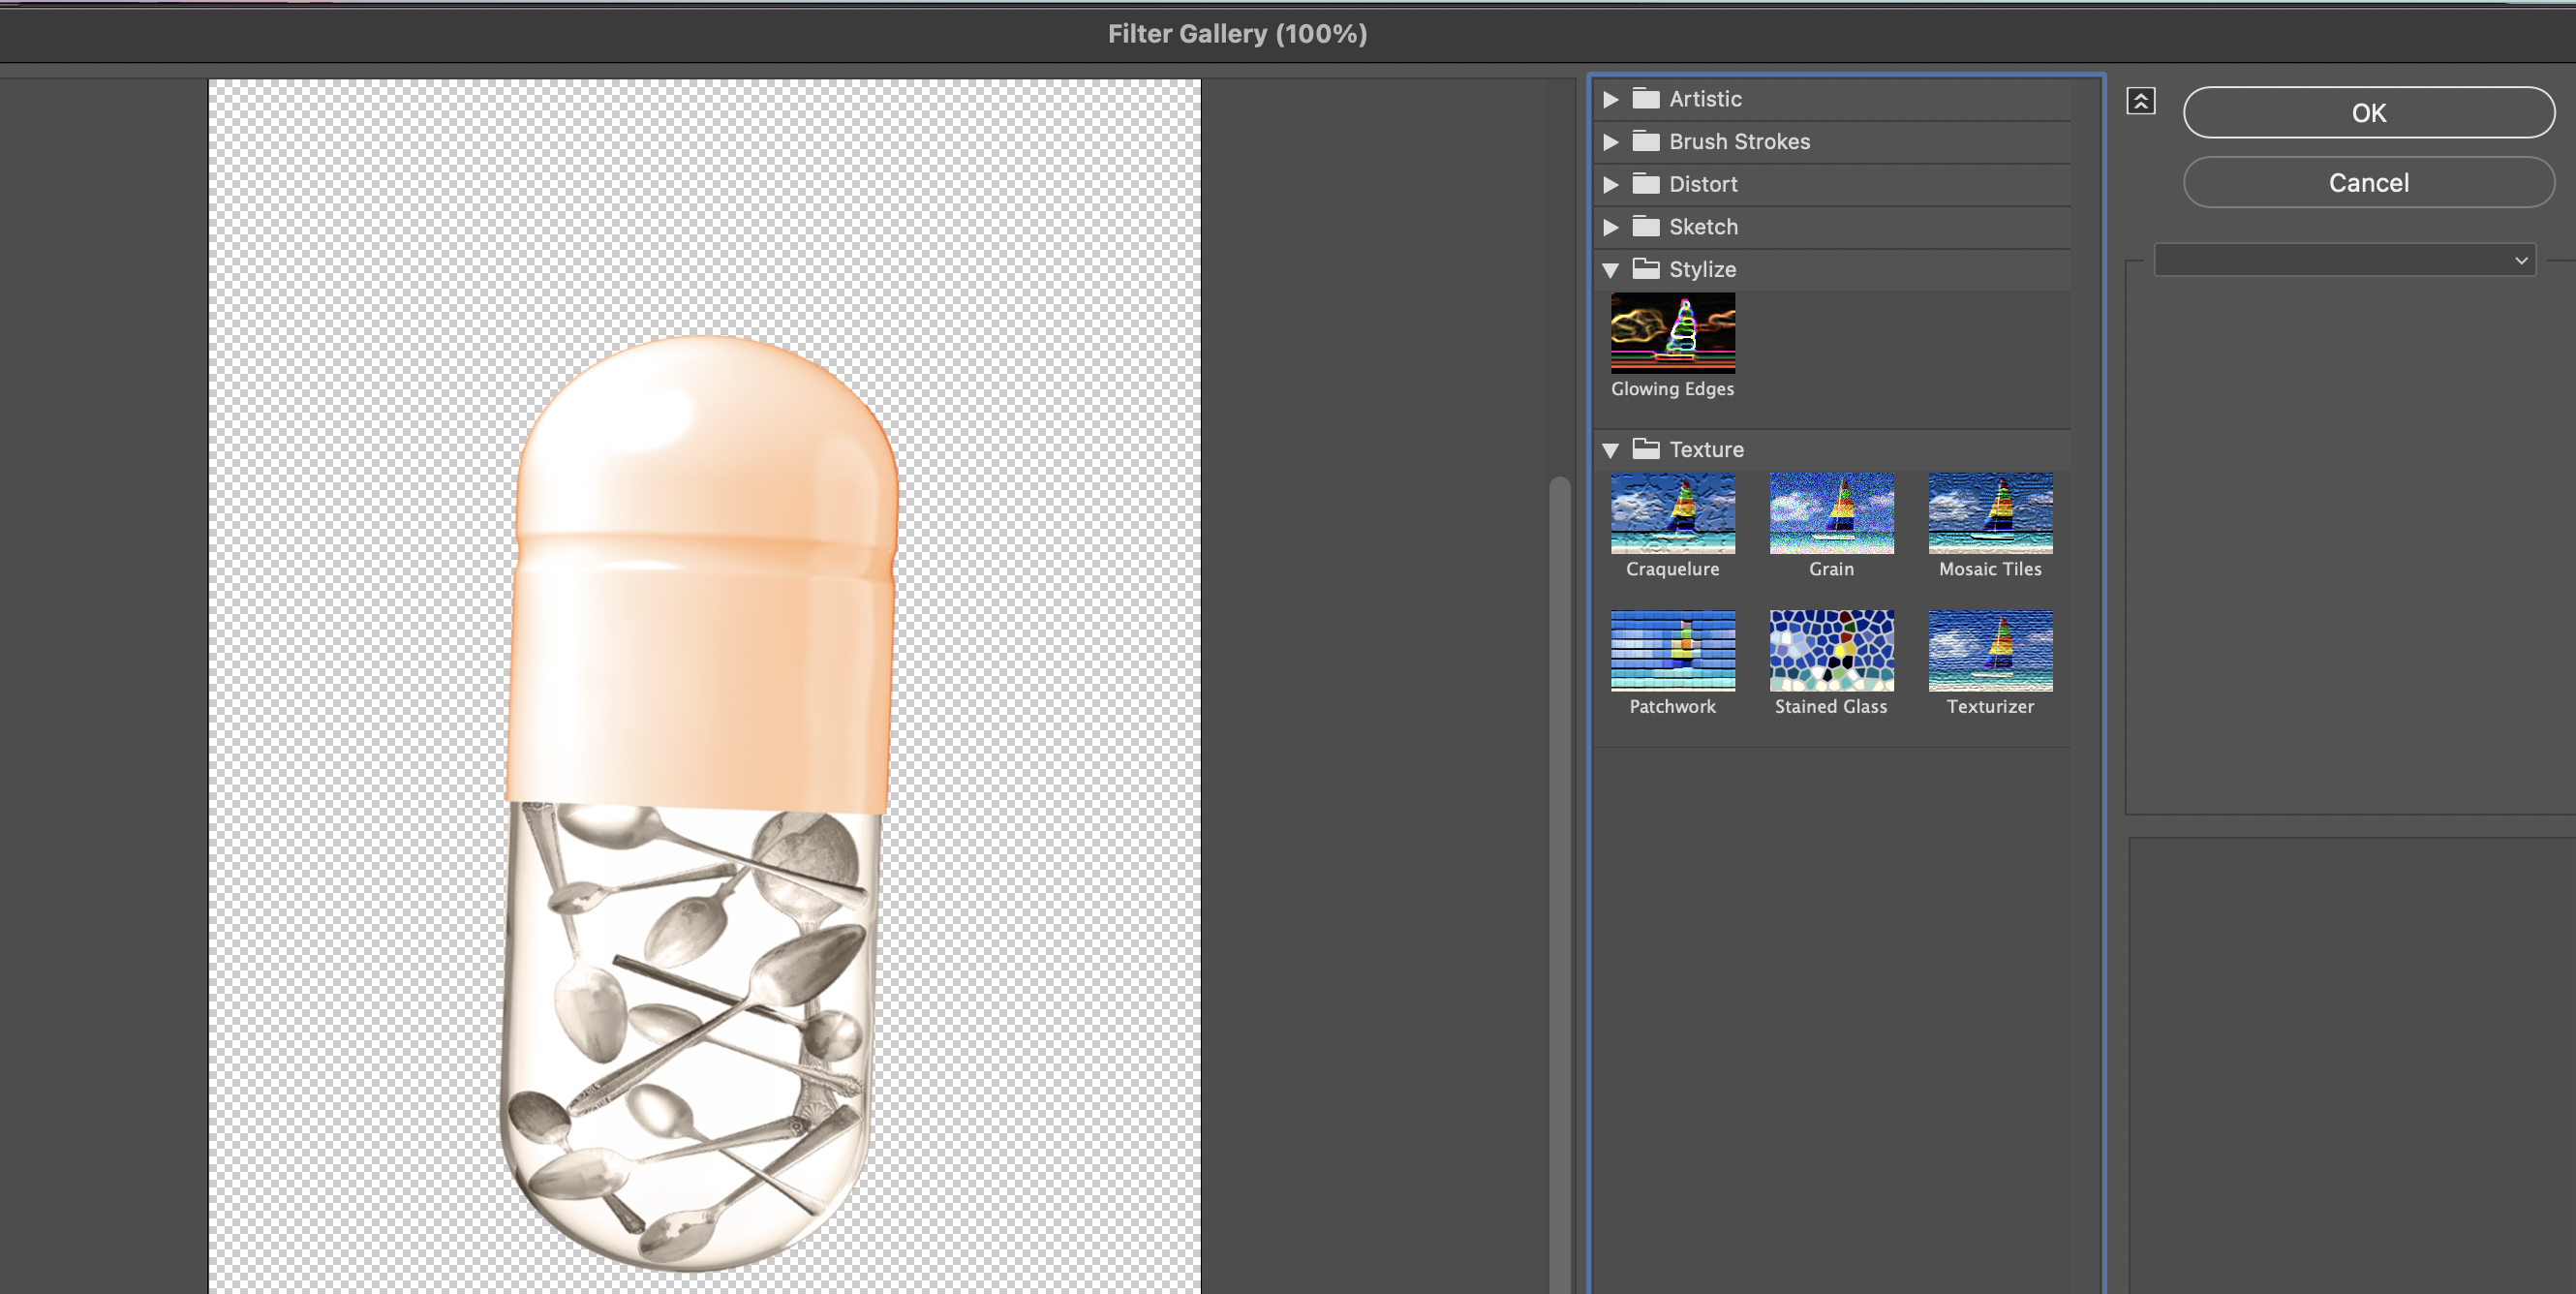 Filter Gallery (100%)
Artistic
Brush Strokes
Distort
Sketch
Stylize
Glowing Edges
Texture
Craquelure
Grain
Mosaic Tiles
Patchwork
Stained Glass
Texturizer
OK
Cancel